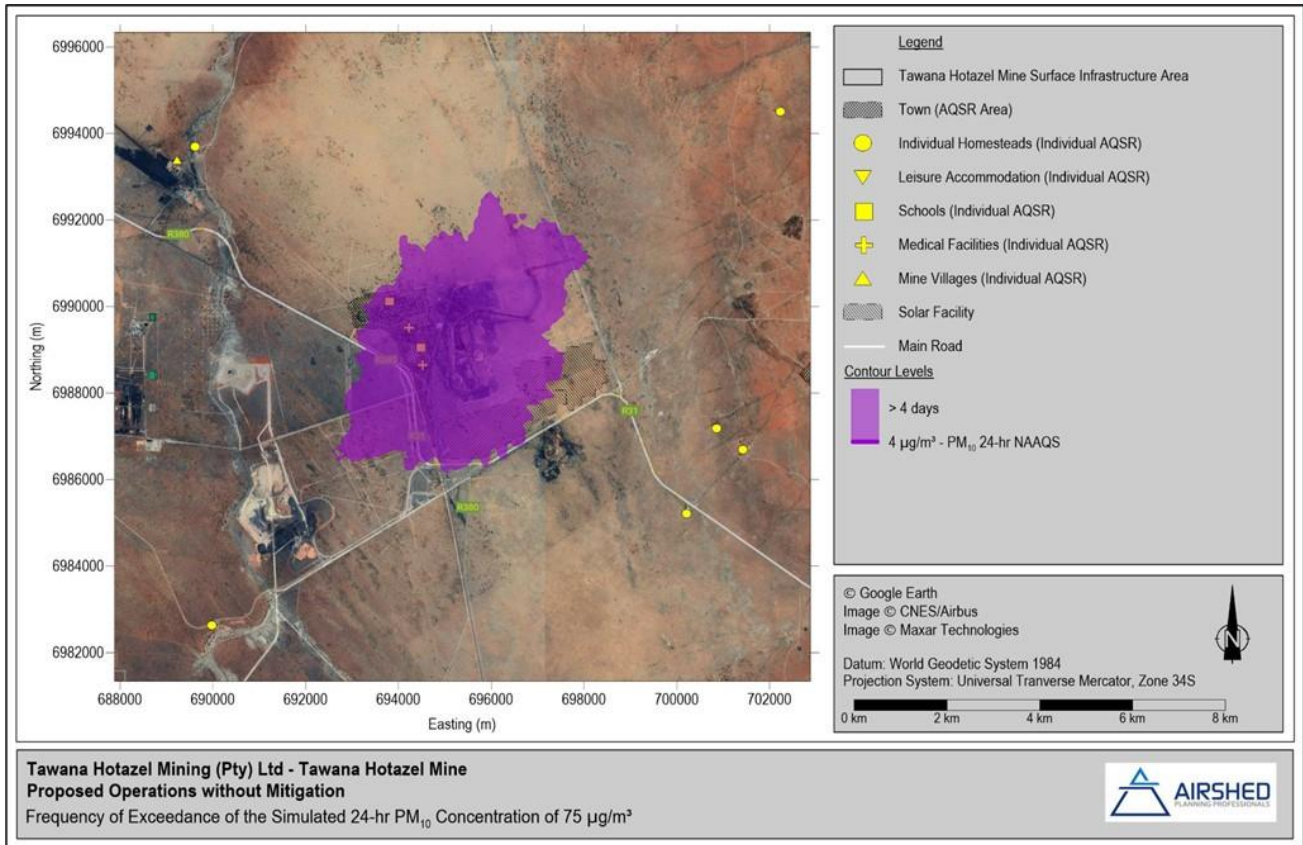 6996000
6994000
6992000
6990000
6988000
6986000
6984000
6982000
Northing (m)
688000
690000
692000
694000
696000
698000
700000
702000
Easting (m)
R380
R31
R380
Legend
Tawana Hotazel Mine Surface Infrastructure Area
Town (AQSR Area)
Individual Homesteads (Individual AQSR)
Leisure Accommodation (Individual AQSR)
Schools (Individual AQSR)
Medical Facilities (Individual AQSR)
Mine Villages (Individual AQSR)
Solar Facility
Main Road
Contour Levels
> 4 days
4 µg/m³ - PM₁₀ 24-hr NAAQS
© Google Earth
Image © CNES/Airbus
Image © Maxar Technologies
N
Datum: World Geodetic System 1984
Projection System: Universal Tranverse Mercator, Zone 34S
0 km 2 km 4 km 6 km 8 km
Tawana Hotazel Mining (Pty) Ltd - Tawana Hotazel Mine
Proposed Operations without Mitigation
Frequency of Exceedance of the Simulated 24-hr PM₁₀ Concentration of 75 µg/m³
AIRSHED
PLANNING PROFESSIONALS